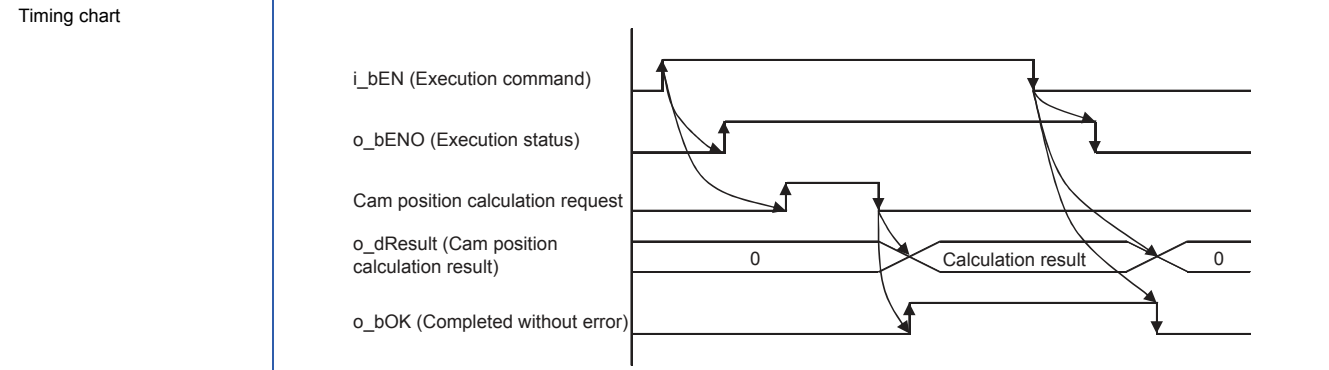 Timing chart
i_bEN (Execution command)
o_bENO (Execution status)
Cam position calculation request
o_dResult (Cam position
calculation result)
0
Calculation result
0
o_bOK (Completed without error)